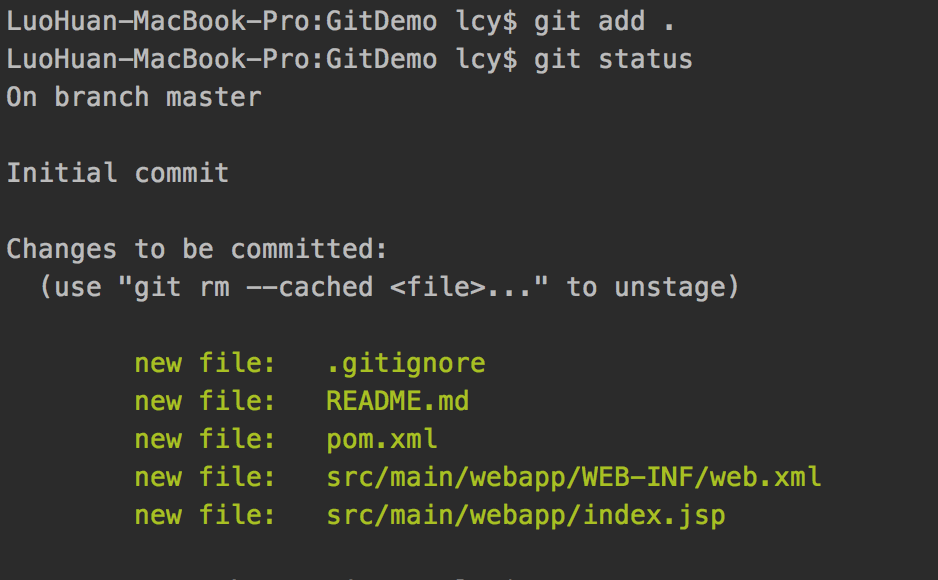 LuoHuan-MacBook-Pro:GitDemo lcy$ git add .
LuoHuan-MacBook-Pro:GitDemo lcy$ git status
On branch master
Initial commit
Changes to be committed:
(use "git rm --cached <file>..." to unstage)
new file: .gitignore
new file: README.md
new file: pom.xml
new file: src/main/webapp/WEB-INF/web.xml
new file: src/main/webapp/index.jsp